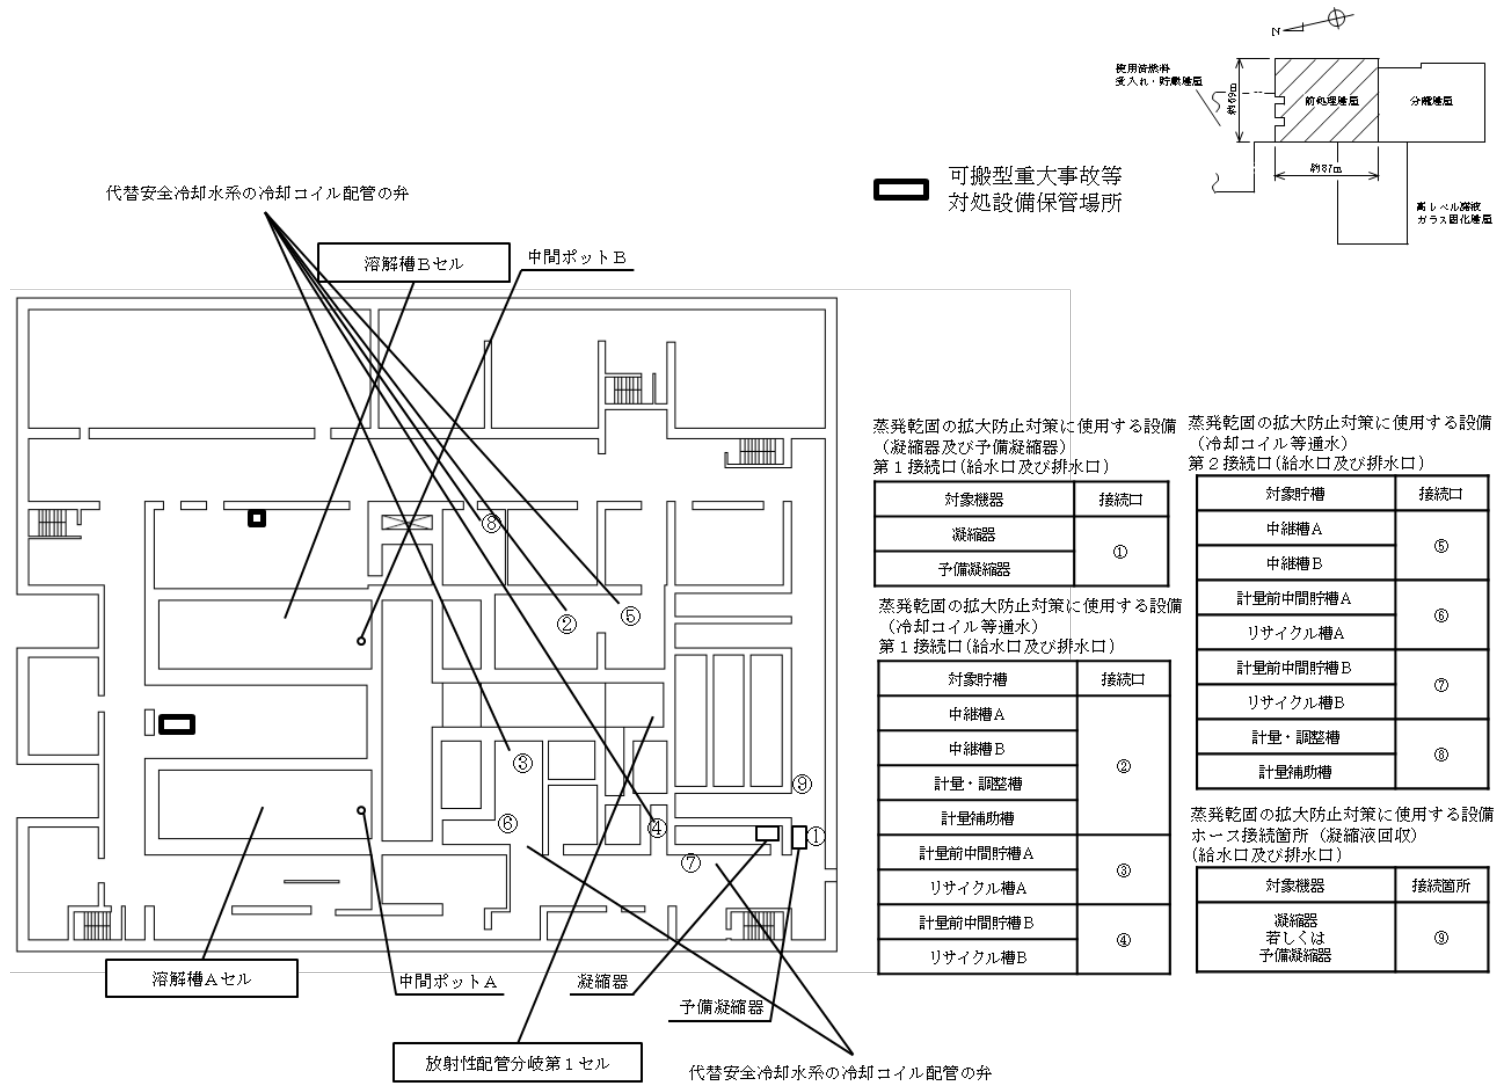 N
使用済燃料
受入れ・貯蔵建屋
約69m
前処理建屋
分離建屋
約87m
高レベル廃液
ガラス固化建屋
可搬型重大事故等
対処設備保管場所
代替安全冷却水系の冷却コイル配管の弁
溶解槽Bセル
中間ポットB
⑧
②
⑤
③
⑥
④
⑦
⑨
①
溶解槽Aセル
中間ポットA
凝縮器
予備凝縮器
放射性配管分岐第1セル
代替安全冷却水系の冷却コイル配管の弁
蒸発乾固の拡大防止対策に使用する設備
（凝縮器及び予備凝縮器）
第1接続口(給水口及び排水口)
対象機器 接続口
凝縮器
①
予備凝縮器
蒸発乾固の拡大防止対策に使用する設備
（冷却コイル等通水）
第1接続口(給水口及び排水口)
対象貯槽 接続口
中継槽A
中継槽B
②
計量・調整槽
計量補助槽
計量前中間貯槽A
③
リサイクル槽A
計量前中間貯槽B
④
リサイクル槽B
蒸発乾固の拡大防止対策に使用する設備
（冷却コイル等通水）
第2接続口(給水口及び排水口)
対象貯槽 接続口
中継槽A
⑤
中継槽B
計量前中間貯槽A
⑥
リサイクル槽A
計量前中間貯槽B
⑦
リサイクル槽B
計量・調整槽
⑧
計量補助槽
蒸発乾固の拡大防止対策に使用する設備
ホース接続箇所（凝縮液回収）
(給水口及び排水口)
対象機器 接続箇所
凝縮器
若しくは ⑨
予備凝縮器